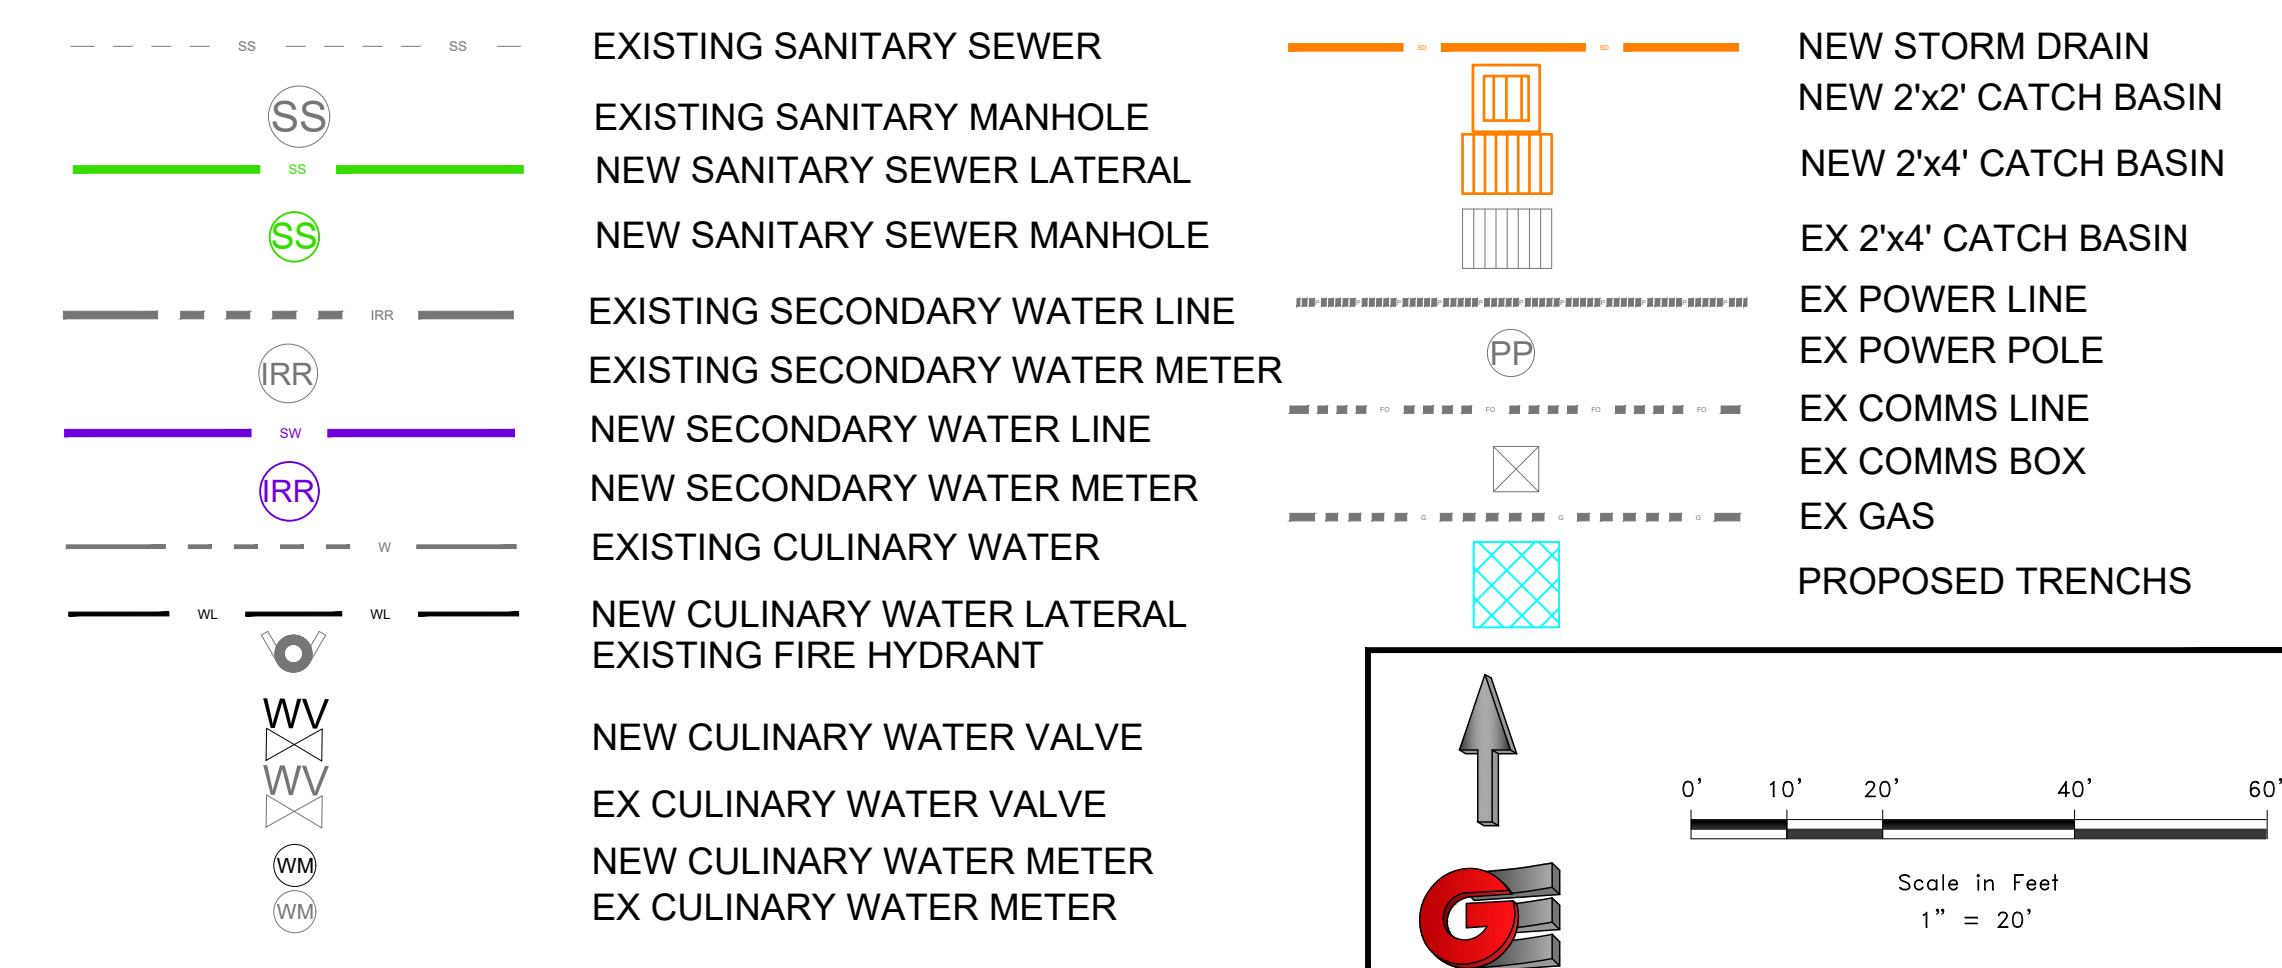 SS SS EXISTING SANITARY SEWER
SS EXISTING SANITARY MANHOLE
SS NEW SANITARY SEWER LATERAL
SS NEW SANITARY SEWER MANHOLE
IRR EXISTING SECONDARY WATER LINE
IRR EXISTING SECONDARY WATER METER
SW NEW SECONDARY WATER LINE
IRR NEW SECONDARY WATER METER
W EXISTING CULINARY WATER
WL WL NEW CULINARY WATER LATERAL
EXISTING FIRE HYDRANT
WV NEW CULINARY WATER VALVE
WV EX CULINARY WATER VALVE
WM NEW CULINARY WATER METER
WM EX CULINARY WATER METER
SD SD NEW STORM DRAIN
NEW 2'x2' CATCH BASIN
NEW 2'x4' CATCH BASIN
EX 2'x4' CATCH BASIN
EX POWER LINE
PP EX POWER POLE
FO FO FO FO EX COMMS LINE
EX COMMS BOX
G G G EX GAS
PROPOSED TRENCHS
0' 10' 20' 40' 60'
Scale in Feet
1" = 20'
G